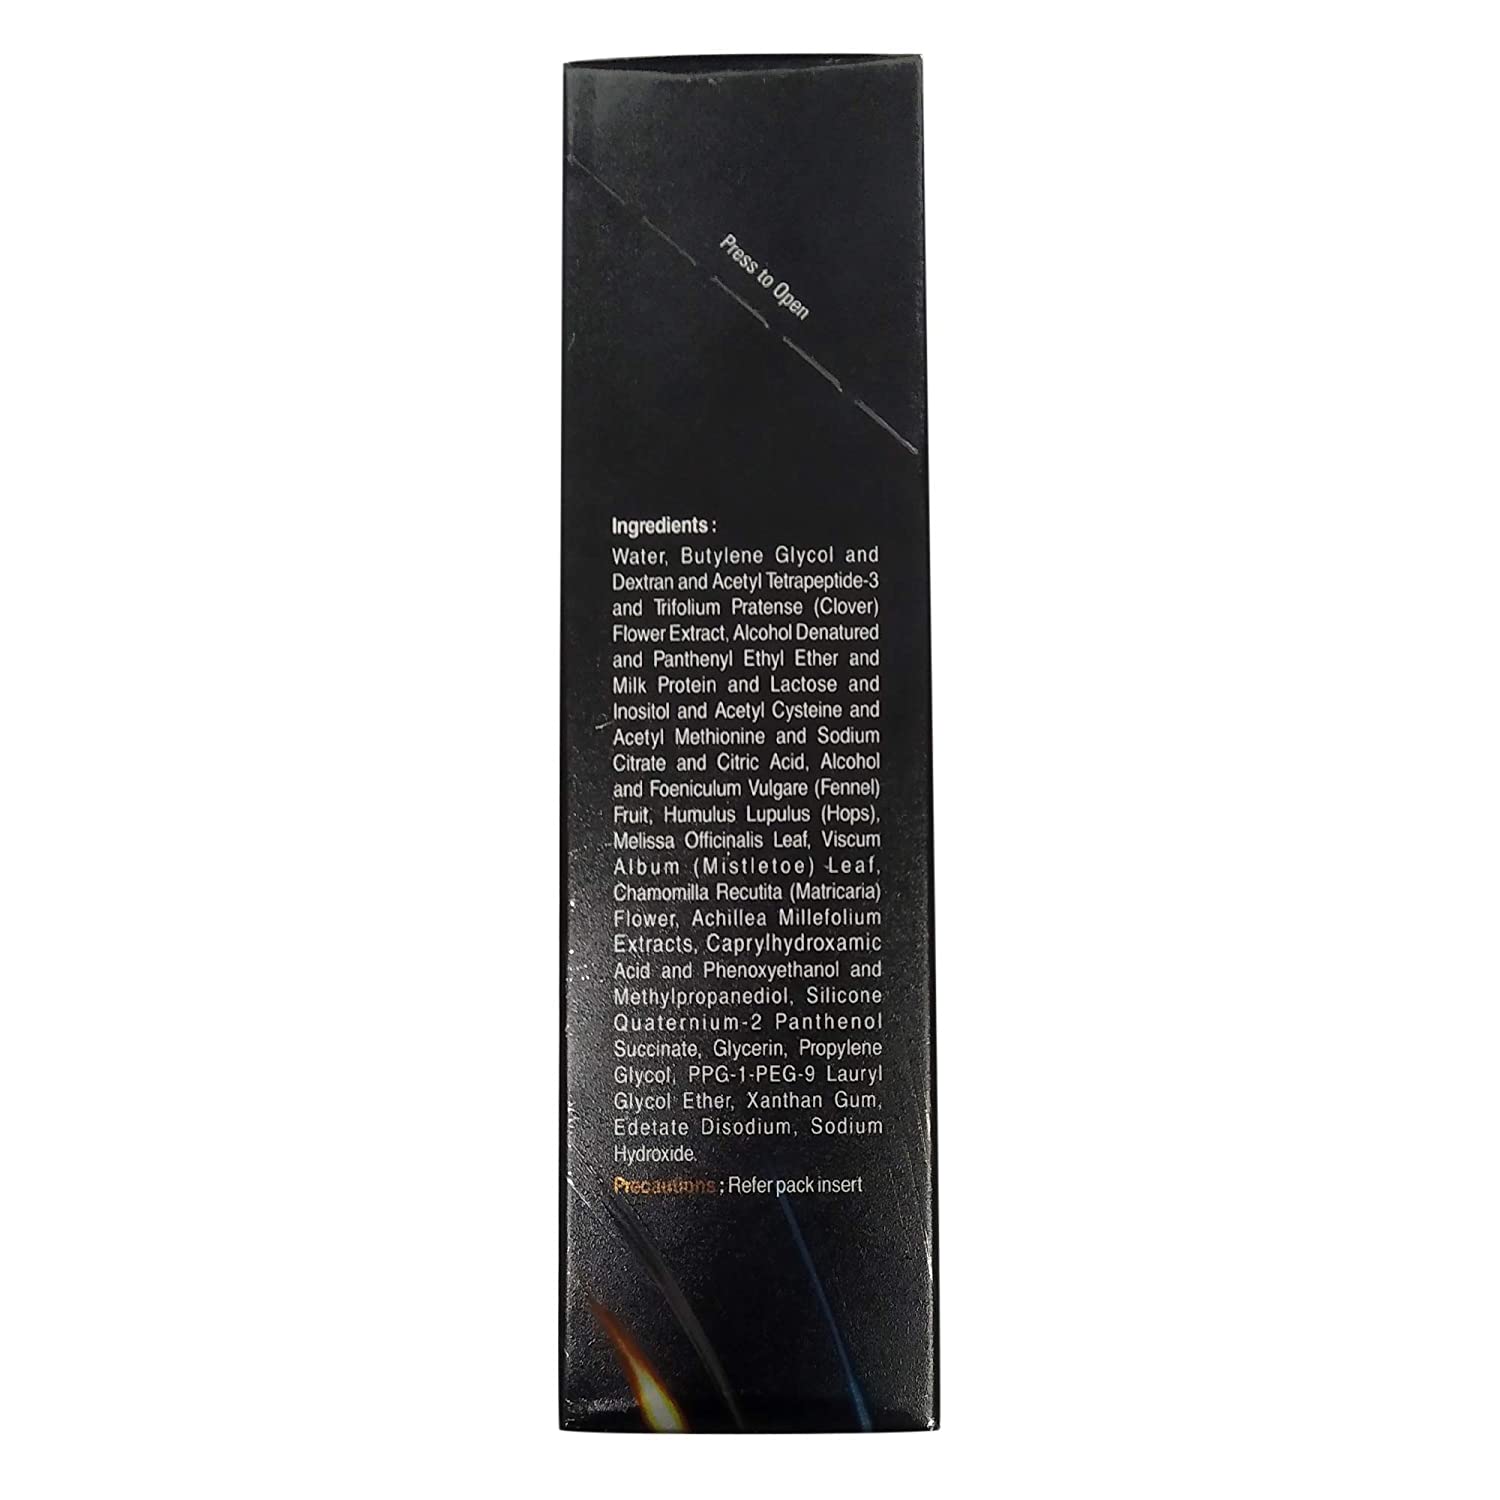 Press to Open
Ingredients :
Water, Butylene Glycol and
Dextran and Acetyl Tetrapeptide-3
and Trifolium Pratense (Clover)
Flower Extract, Alcohol Denatured
and Panthenyl Ethyl Ether and
Milk Protein and Lactose and
Inositol and Acetyl Cysteine and
Acetyl Methionine and Sodium
Citrate and Citric Acid, Alcohol
and Foeniculum Vulgare (Fennel)
Fruit, Humulus Lupulus (Hops),
Melissa Officinalis Leaf, Viscum
Album (Mistletoe) Leaf,
Chamomilla Recutita (Matricaria)
Flower, Achillea Millefolium
Extracts, Caprylhydroxamic
Acid and Phenoxyethanol and
Methylpropanediol, Silicone
Quaternium-2 Panthenol
Succinate, Glycerin, Propylene
Glycol, PPG-1-PEG-9 Lauryl
Glycol Ether, Xanthan Gum,
Edetate Disodium, Sodium
Hydroxide.
Precautions : Refer pack insert